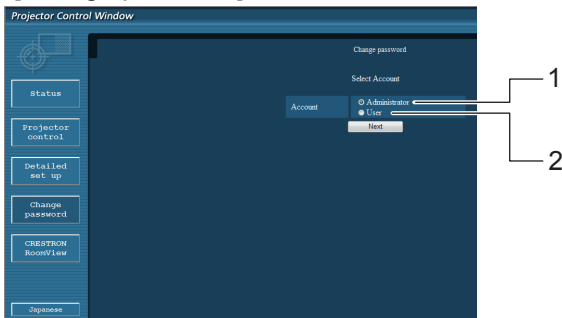 Projector Control Window
Change password
Select Account
Status
Account
Administrator
User
Next
Projector
control
Detailed
set up
Change
password
CRESTRON
RoomView
Japanese
1
2